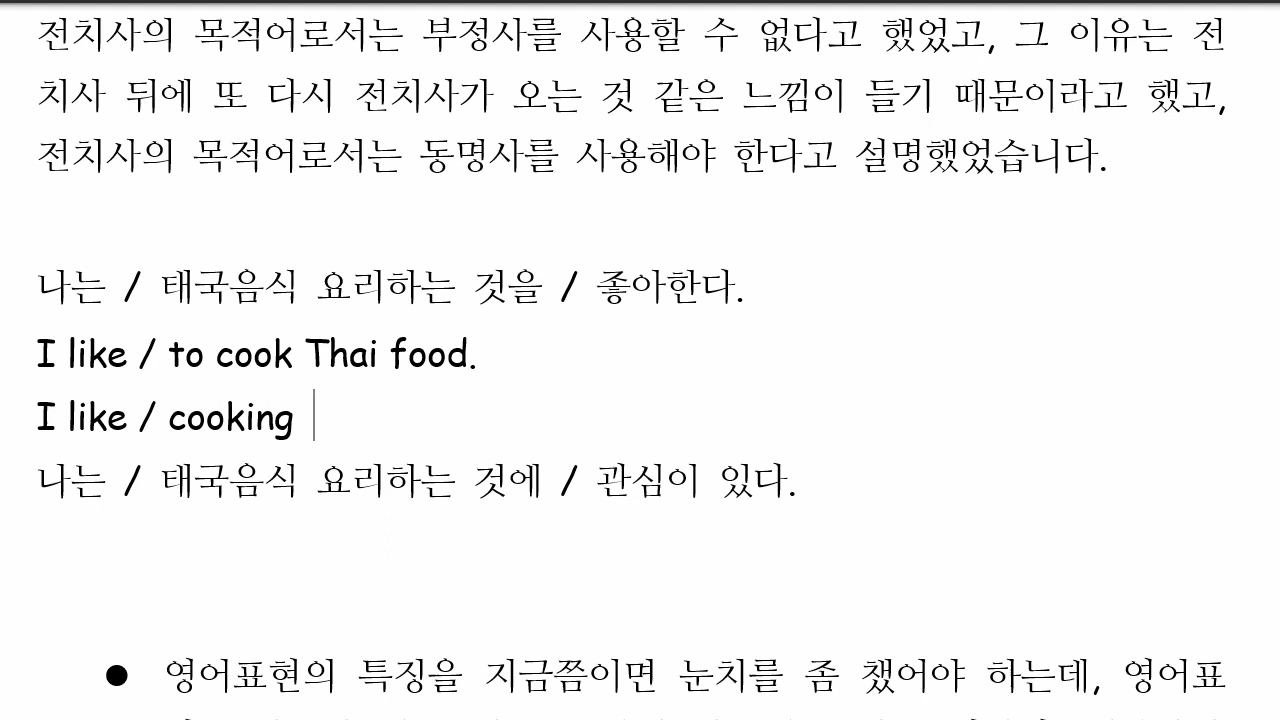 전치사의 목적어로서는 부정사를 사용할 수 없다고 했었고, 그 이유는 전
치사 뒤에 또 다시 전치사가 오는 것 같은 느낌이 들기 때문이라고 했고,
전치사의 목적어로서는 동명사를 사용해야 한다고 설명했었습니다.
나는 / 태국음식 요리하는 것을 / 좋아한다.
I like / to cook Thai food.
I like / cooking
나는 / 태국음식 요리하는 것에 / 관심이 있다.
● 영어표현의 특징을 지금쯤이면 눈치를 좀 챘어야 하는데, 영어표